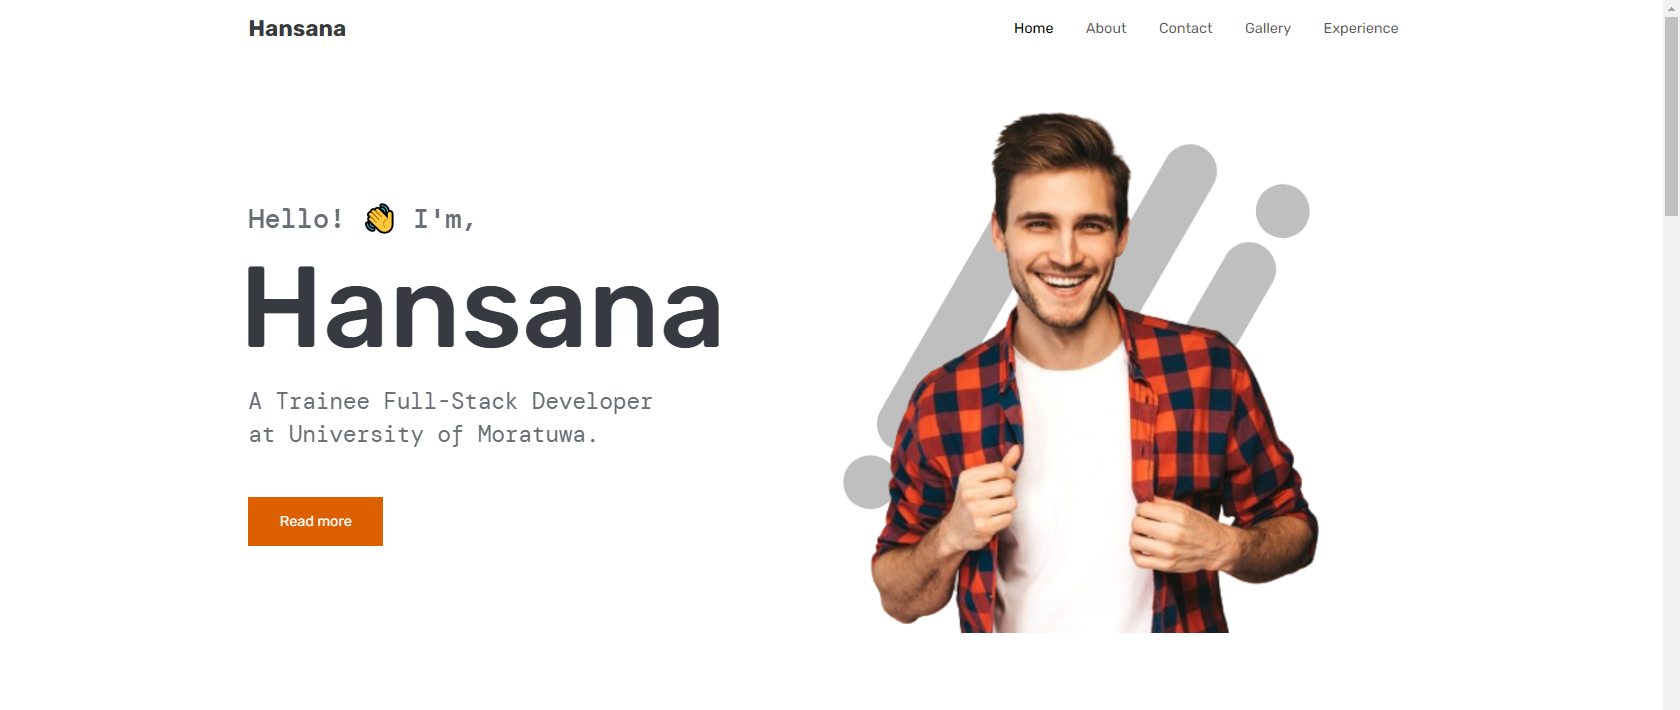 Hansana
Home About Contact Gallery Experience
Hello! 👋 I'm,
Hansana
A Trainee Full-Stack Developer
at University of Moratuwa.
Read more